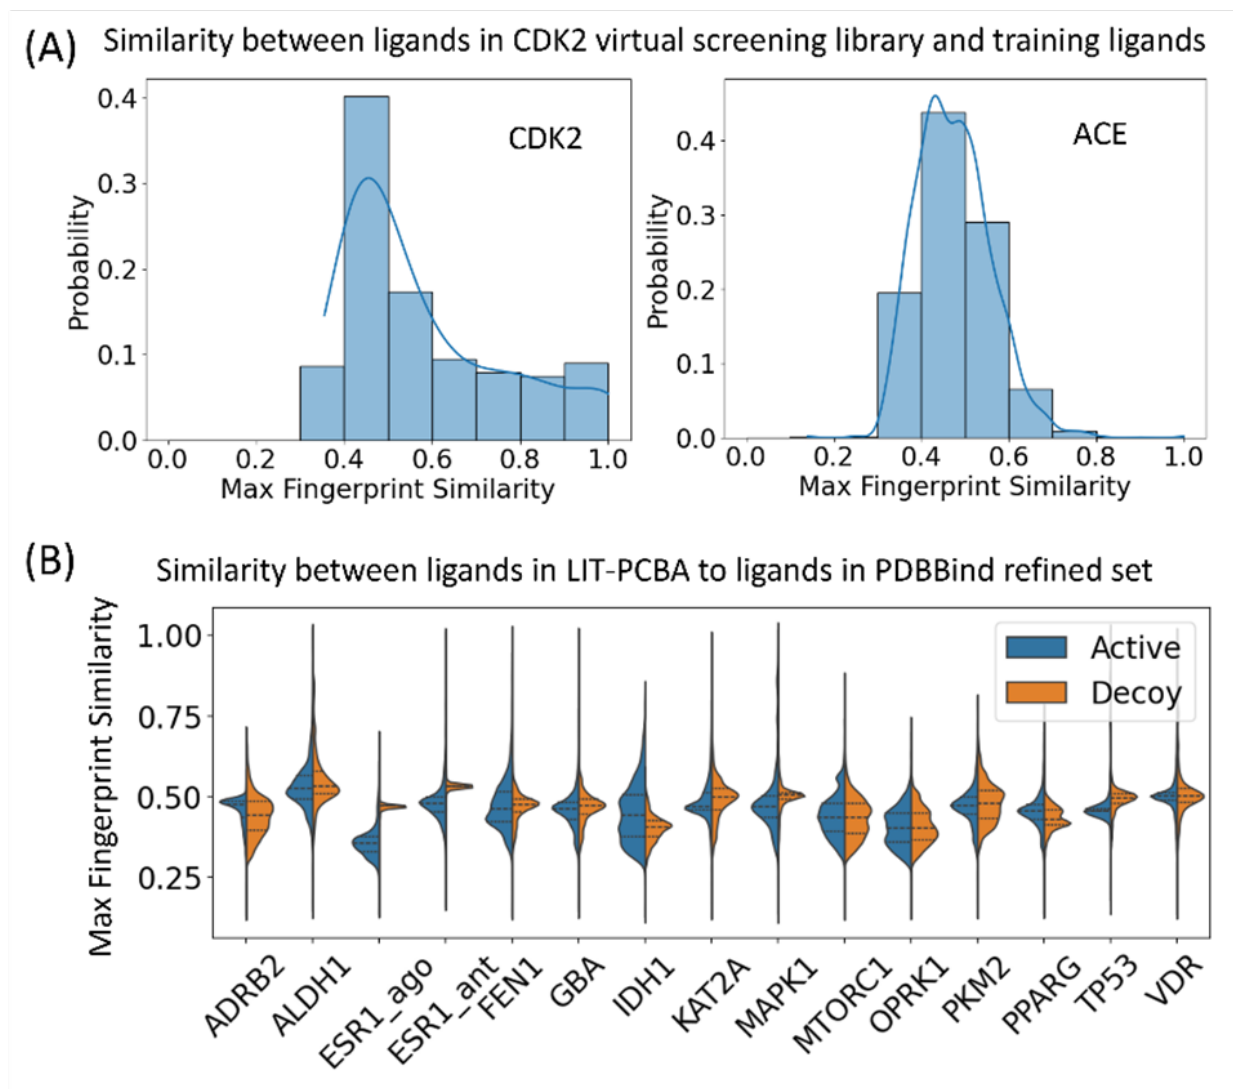 (A) Similarity between ligands in CDK2 virtual screening library and training ligands
CDK2
Probability
0.4
0.3
0.2
0.1
0.0
0.0 0.2 0.4 0.6 0.8 1.0
Max Fingerprint Similarity
ACE
Probability
0.4
0.3
0.2
0.1
0.0
0.0 0.2 0.4 0.6 0.8 1.0
Max Fingerprint Similarity
(B) Similarity between ligands in LIT-PCBA to ligands in PDBBind refined set
Max Fingerprint Similarity
1.00
0.75
0.50
0.25
Active
Decoy
ADRB2
ALDH1
ESR1_ago
ESR1_ant
FEN1
GBA
IDH1
KAT2A
MAPK1
MTORC1
OPRK1
PKM2
PPARG
TP53
VDR